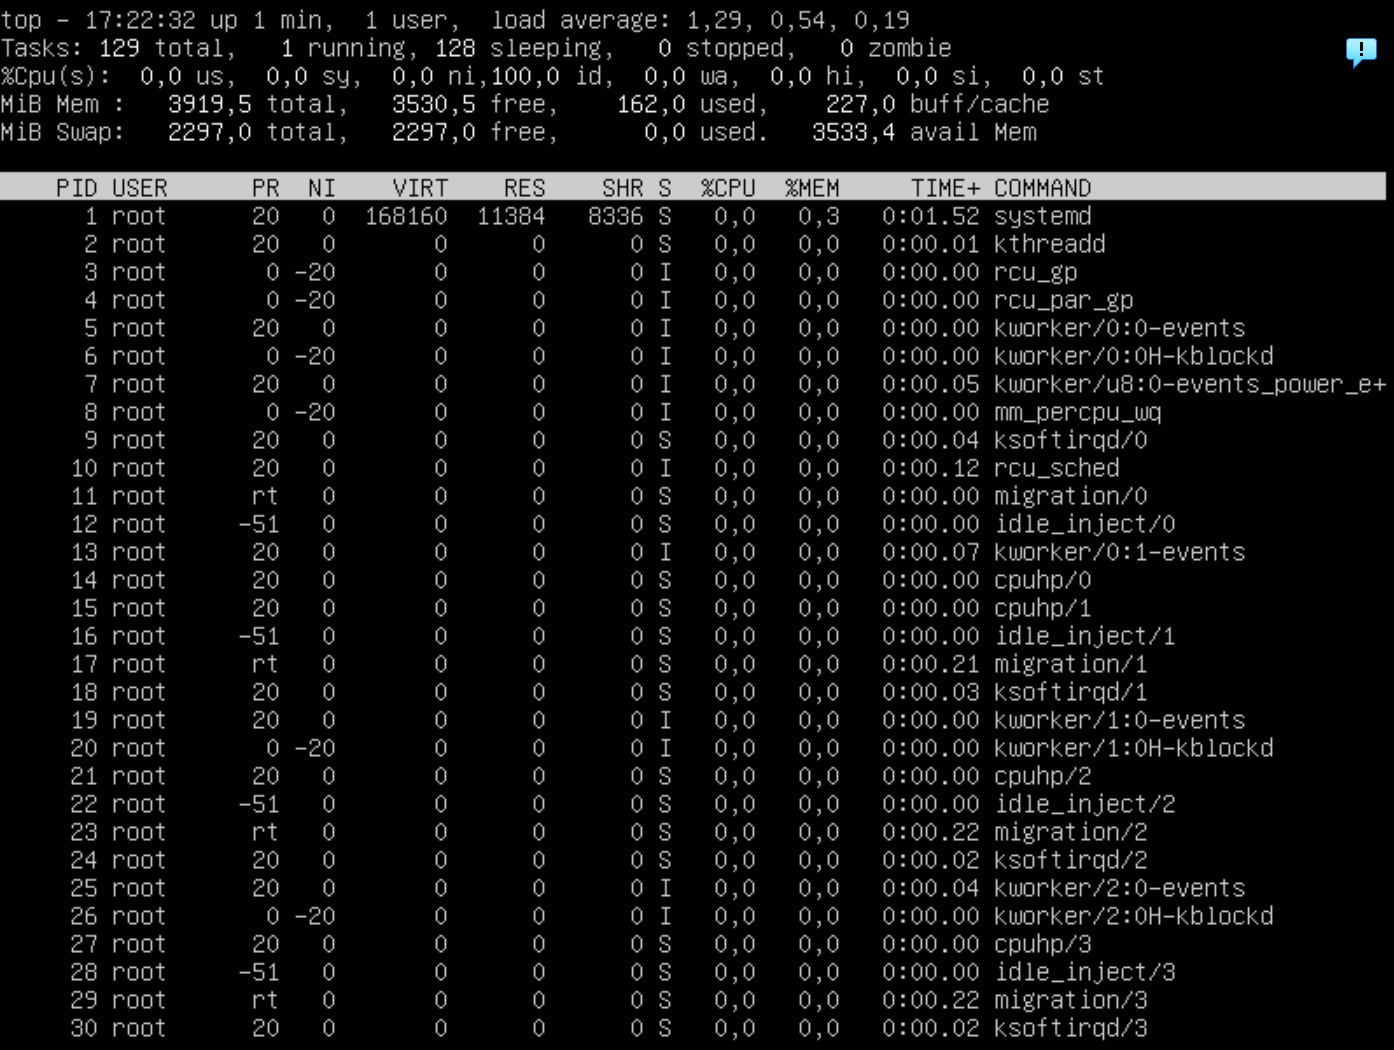 top - 17:22:32 up 1 min,  1 user,  load average: 1,29, 0,54, 0,19
Tasks: 129 total,   1 running, 128 sleeping,   0 stopped,   0 zombie
%Cpu(s):  0,0 us,  0,0 sy,  0,0 ni,100,0 id,  0,0 wa,  0,0 hi,  0,0 si,  0,0 st
MiB Mem :   3919,5 total,   3530,5 free,    162,0 used,    227,0 buff/cache
MiB Swap:   2297,0 total,   2297,0 free,      0,0 used.   3533,4 avail Mem
PID USER      PR  NI    VIRT    RES    SHR S  %CPU  %MEM     TIME+ COMMAND
1 root      20   0  168160  11384   8336 S   0,0   0,3   0:01.52 systemd
2 root      20   0       0      0      0 S   0,0   0,0   0:00.01 kthreadd
3 root       0 -20       0      0      0 I   0,0   0,0   0:00.00 rcu_gp
4 root       0 -20       0      0      0 I   0,0   0,0   0:00.00 rcu_par_gp
5 root      20   0       0      0      0 I   0,0   0,0   0:00.00 kworker/0:0-events
6 root       0 -20       0      0      0 I   0,0   0,0   0:00.00 kworker/0:0H-kblockd
7 root      20   0       0      0      0 I   0,0   0,0   0:00.05 kworker/u8:0-events_power_e+
8 root       0 -20       0      0      0 I   0,0   0,0   0:00.00 mm_percpu_wq
9 root      20   0       0      0      0 S   0,0   0,0   0:00.04 ksoftirqd/0
10 root      20   0       0      0      0 I   0,0   0,0   0:00.12 rcu_sched
11 root      rt   0       0      0      0 S   0,0   0,0   0:00.00 migration/0
12 root     -51   0       0      0      0 S   0,0   0,0   0:00.00 idle_inject/0
13 root      20   0       0      0      0 I   0,0   0,0   0:00.07 kworker/0:1-events
14 root      20   0       0      0      0 S   0,0   0,0   0:00.00 cpuhp/0
15 root      20   0       0      0      0 S   0,0   0,0   0:00.00 cpuhp/1
16 root     -51   0       0      0      0 S   0,0   0,0   0:00.00 idle_inject/1
17 root      rt   0       0      0      0 S   0,0   0,0   0:00.21 migration/1
18 root      20   0       0      0      0 S   0,0   0,0   0:00.03 ksoftirqd/1
19 root      20   0       0      0      0 I   0,0   0,0   0:00.00 kworker/1:0-events
20 root       0 -20       0      0      0 I   0,0   0,0   0:00.00 kworker/1:0H-kblockd
21 root      20   0       0      0      0 S   0,0   0,0   0:00.00 cpuhp/2
22 root     -51   0       0      0      0 S   0,0   0,0   0:00.00 idle_inject/2
23 root      rt   0       0      0      0 S   0,0   0,0   0:00.22 migration/2
24 root      20   0       0      0      0 S   0,0   0,0   0:00.02 ksoftirqd/2
25 root      20   0       0      0      0 I   0,0   0,0   0:00.04 kworker/2:0-events
26 root       0 -20       0      0      0 I   0,0   0,0   0:00.00 kworker/2:0H-kblockd
27 root      20   0       0      0      0 S   0,0   0,0   0:00.00 cpuhp/3
28 root     -51   0       0      0      0 S   0,0   0,0   0:00.00 idle_inject/3
29 root      rt   0       0      0      0 S   0,0   0,0   0:00.22 migration/3
30 root      20   0       0      0      0 S   0,0   0,0   0:00.02 ksoftirqd/3